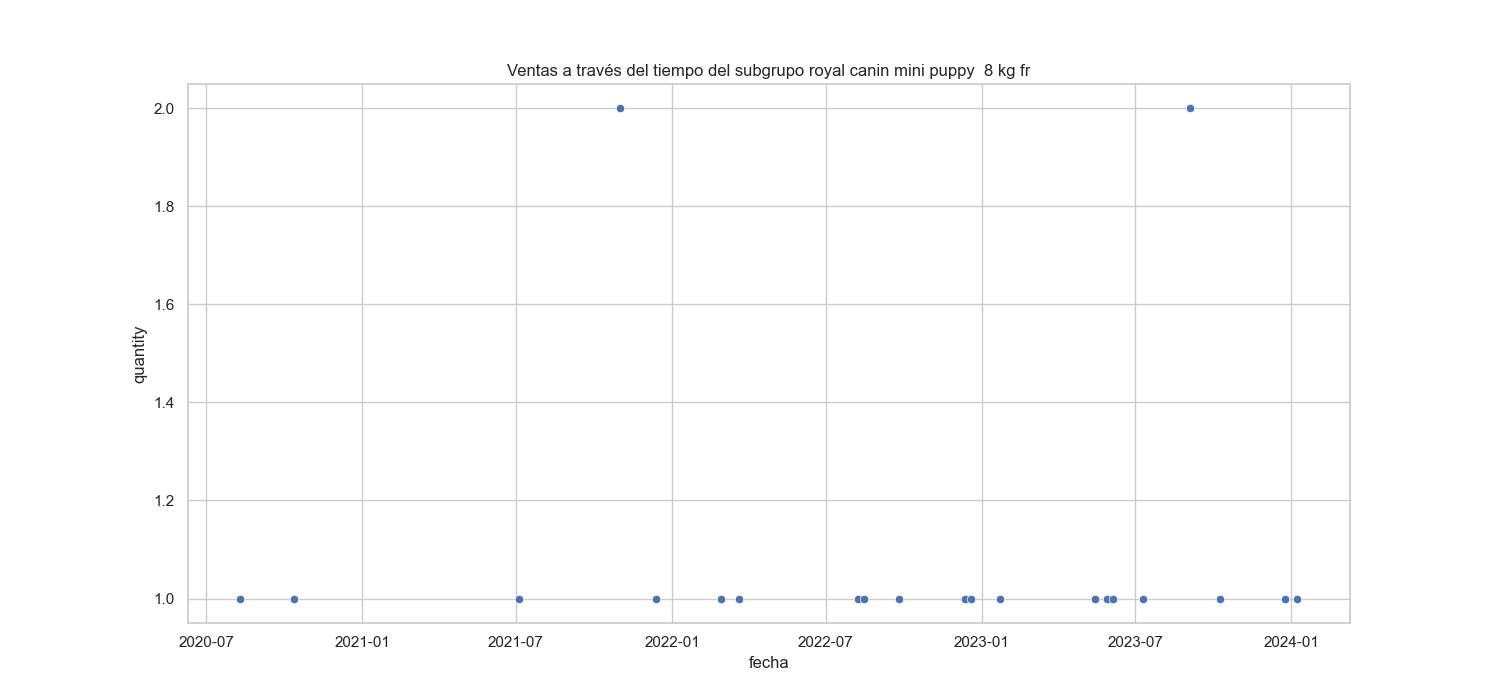 Ventas a través del tiempo del subgrupo royal canin mini puppy  8 kg fr
2.0
1.8
1.6
1.4
1.2
1.0
quantity
2020-07 2021-01 2021-07 2022-01 2022-07 2023-01 2023-07 2024-01
fecha